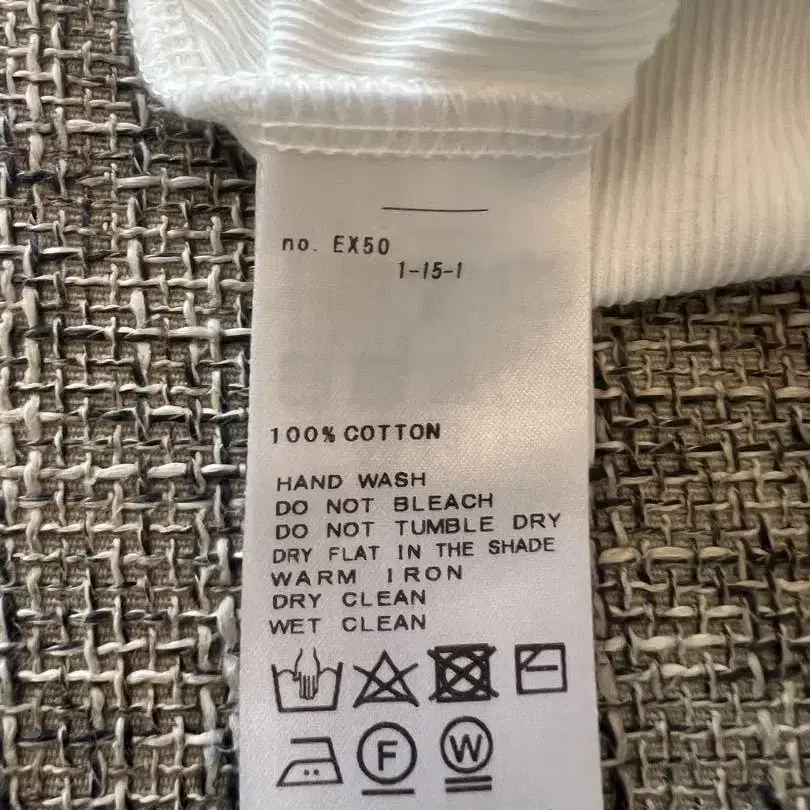 no. EX50
1-15-1
100% COTTON
HAND WASH
DO NOT BLEACH
DO NOT TUMBLE DRY
DRY FLAT IN THE SHADE
WARM IRON
DRY CLEAN
WET CLEAN
F W